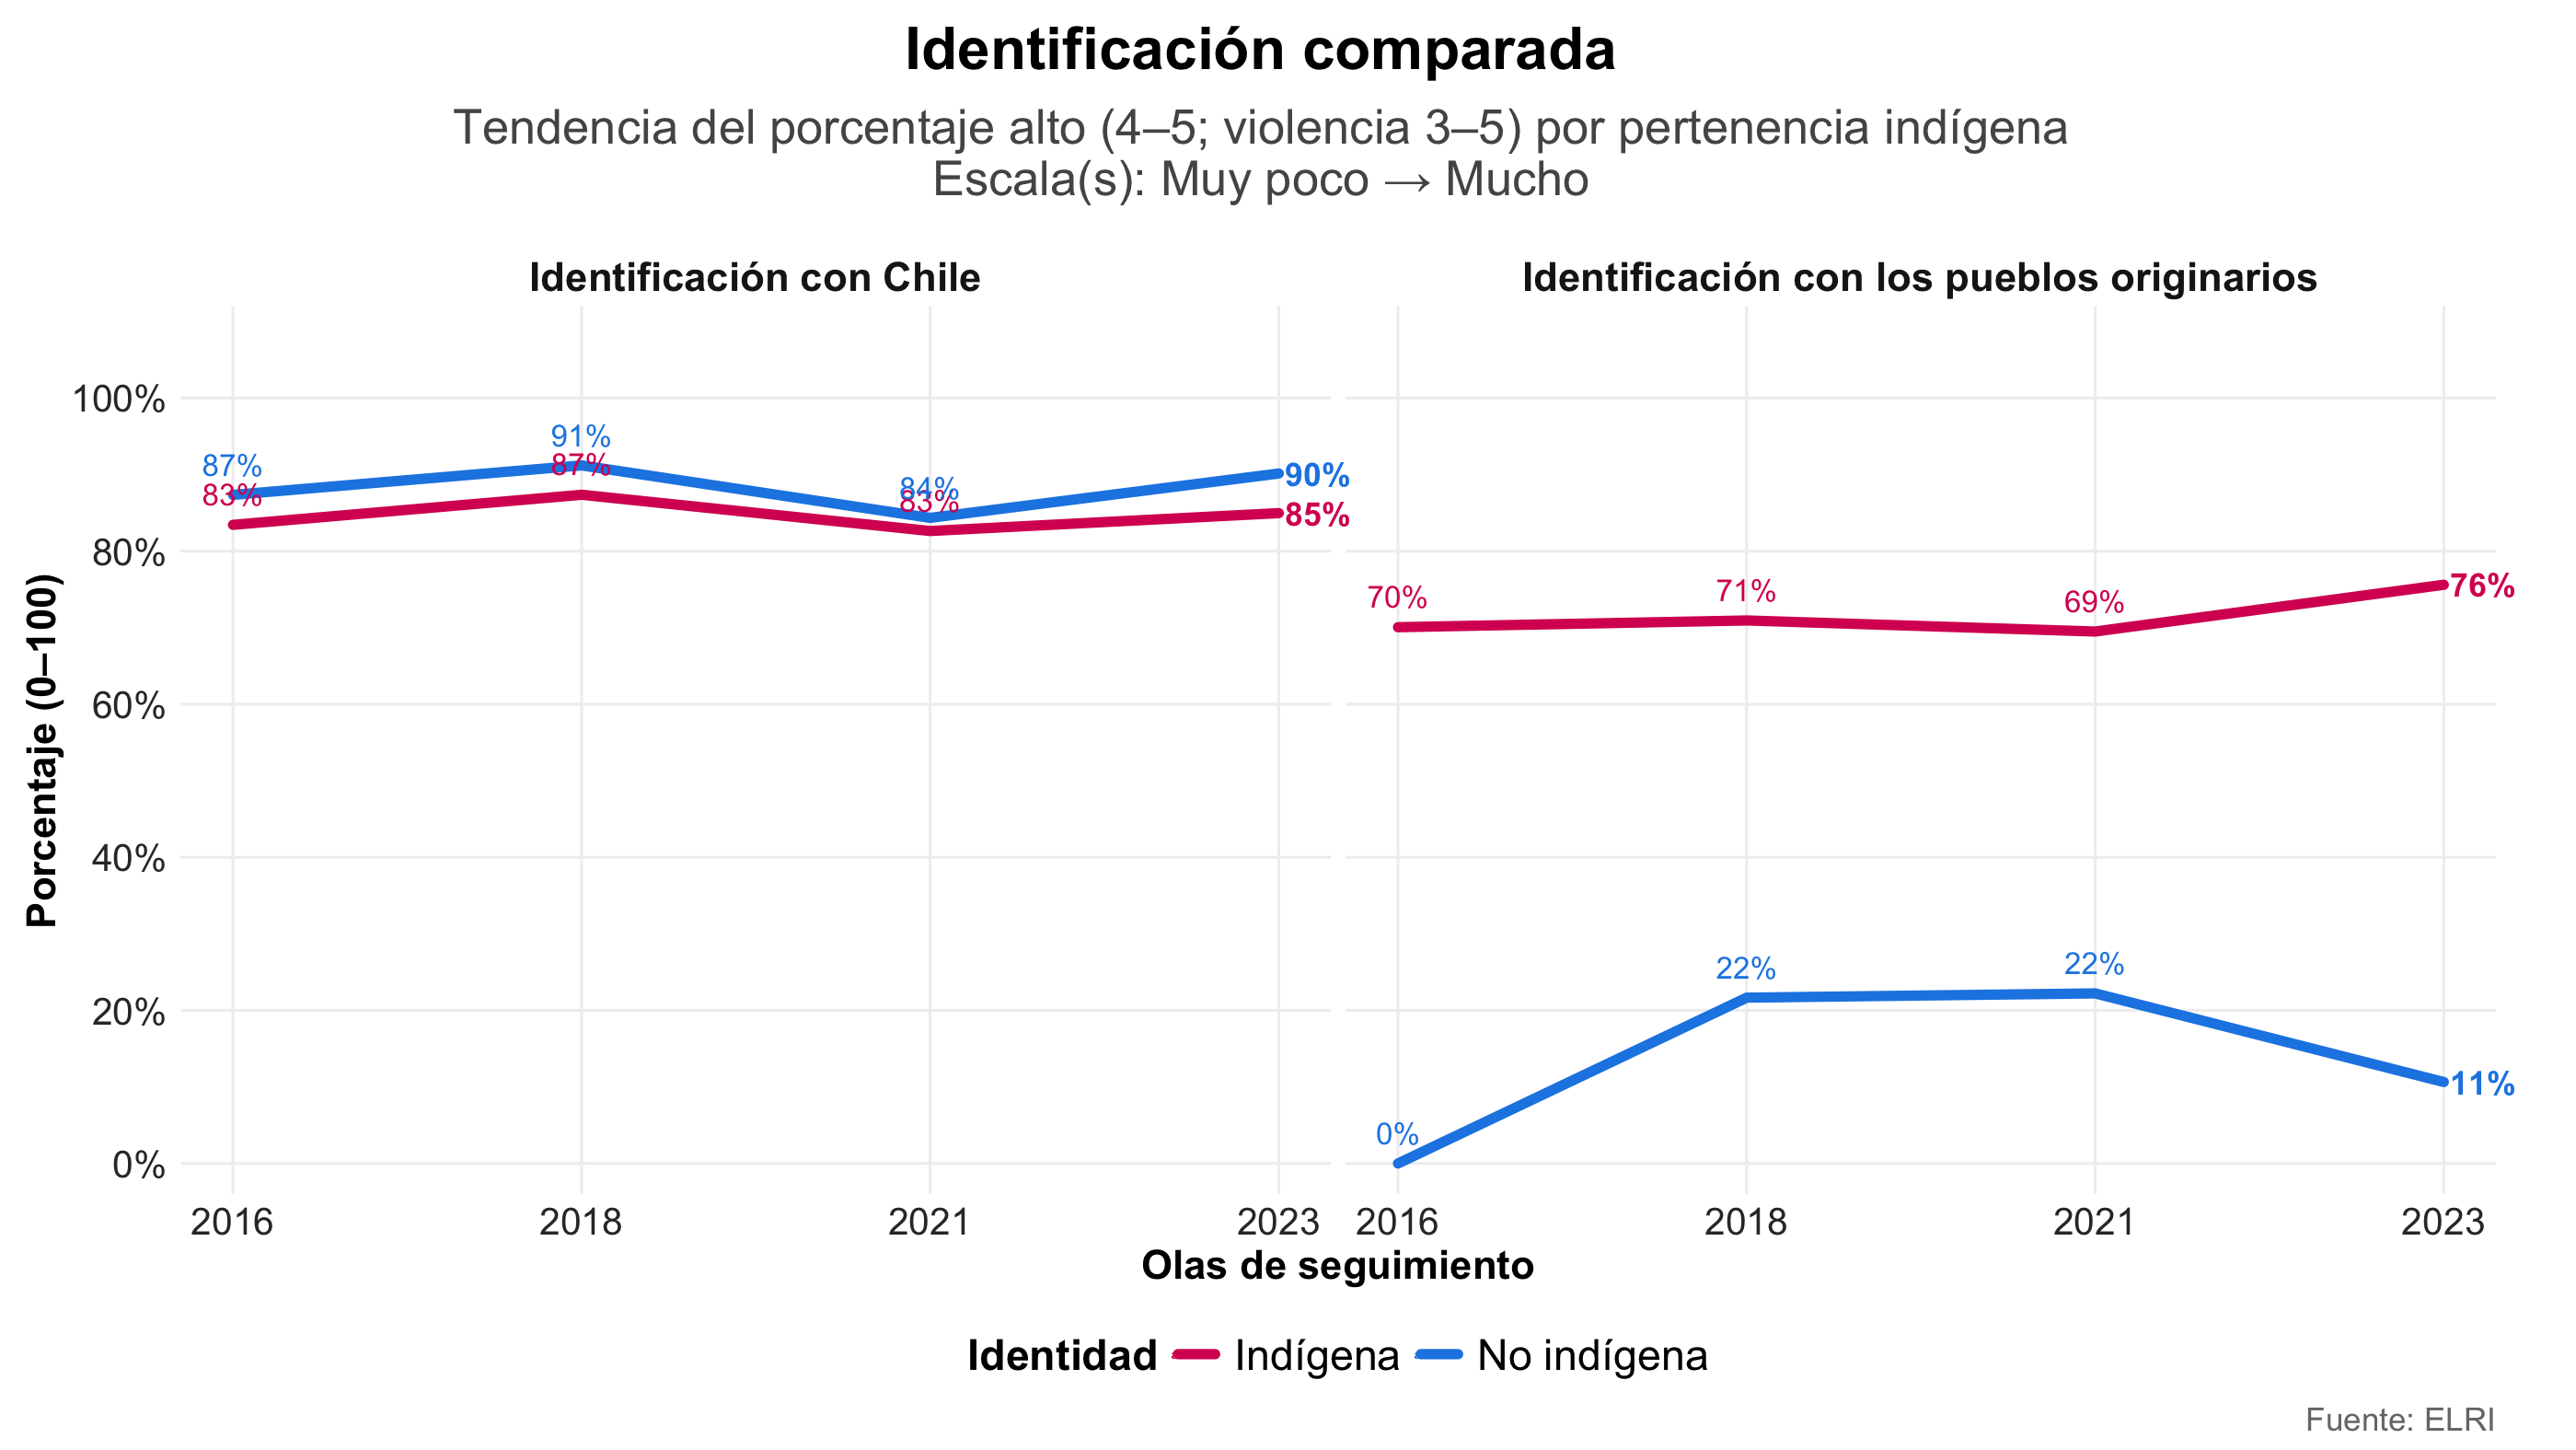 Identificación comparada
Tendencia del porcentaje alto (4–5; violencia 3–5) por pertenencia indígena
Escala(s): Muy poco → Mucho
Identificación con Chile
Identificación con los pueblos originarios
Porcentaje (0–100)
100%
80%
60%
40%
20%
0%
87%
91%
84%
90%
83%
87%
83%
85%
70%
71%
69%
76%
0%
22%
22%
11%
2016 2018 2021 2023
2016 2018 2021 2023
Olas de seguimiento
Identidad Indígena No indígena
Fuente: ELRI